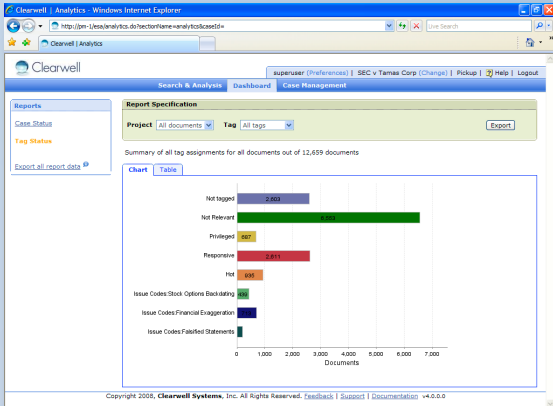 Clearwell | Analytics - Windows Internet Explorer
http://pm-1/esa/analytics.do?sectionName=analytics&caseId=
Live Search
Clearwell | Analytics
Clearwell
superuser (Preferences) | SEC v Tamas Corp (Change) | Pickup | Help | Logout
Search & Analysis Dashboard Case Management
Reports
Case Status
Tag Status
Export all report data
Report Specification
Project All documents Tag All tags Export
Summary of all tag assignments for all documents out of 12,659 documents
Chart Table
Not tagged 2,603
Not Relevant
Privileged 687
Responsive 2,611
Hot 935
Issue Codes:Stock Options Backdating 439
Issue Codes:Financial Exaggeration
Issue Codes:Falsified Statements
0 1,000 2,000 3,000 4,000 5,000 6,000 7,000
Documents
Copyright 2008, Clearwell Systems, Inc. All Rights Reserved. Feedback | Support | Documentation v4.0.0.0